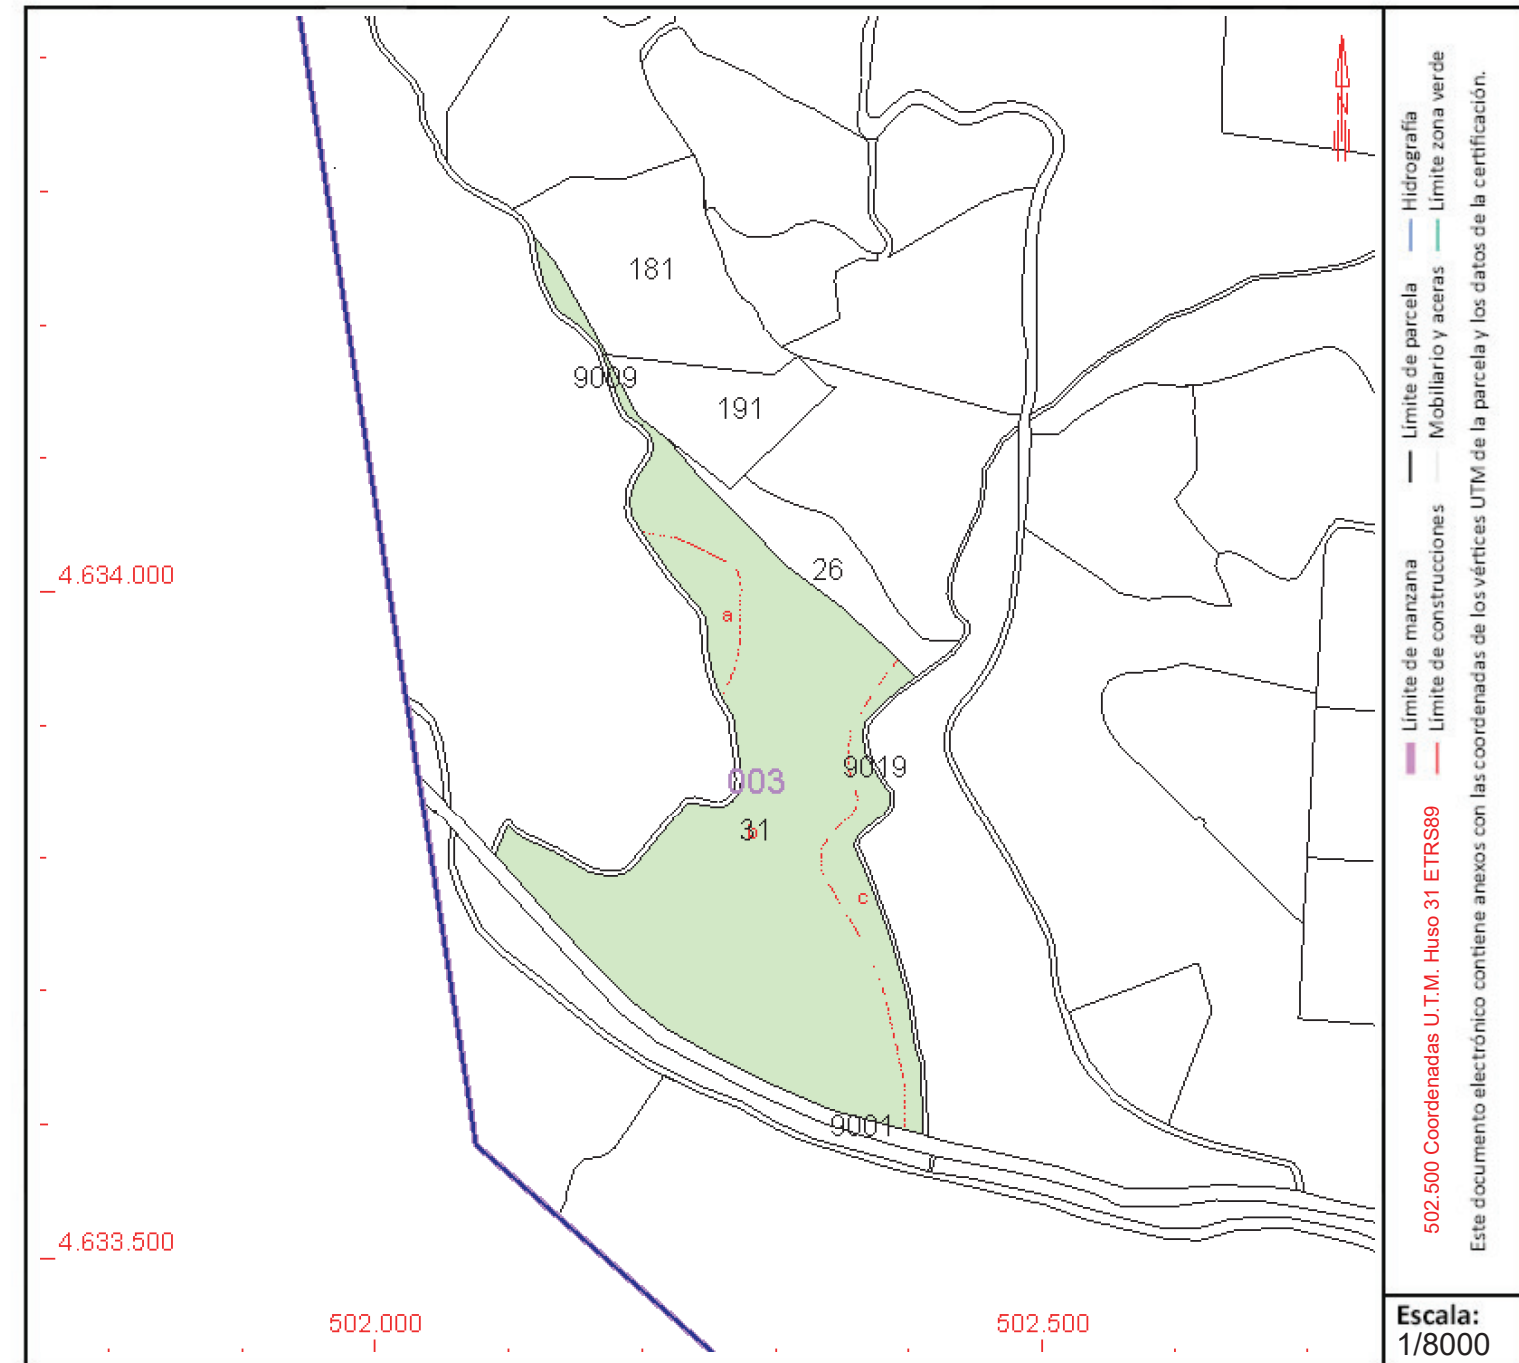 N
181
9009
191
4.634.000
26
a
003
9019
31
b
c
9001
4.633.500
502.000
502.500
Límite de manzana
Límite de parcela
Hidrografía
Límite de construcciones
Mobiliario y aceras
Límite zona verde
502.500 Coordenadas U.T.M. Huso 31 ETRS89
Este documento electrónico contiene anexos con las coordenadas de los vértices UTM de la parcela y los datos de la certificación.
Escala:
1/8000